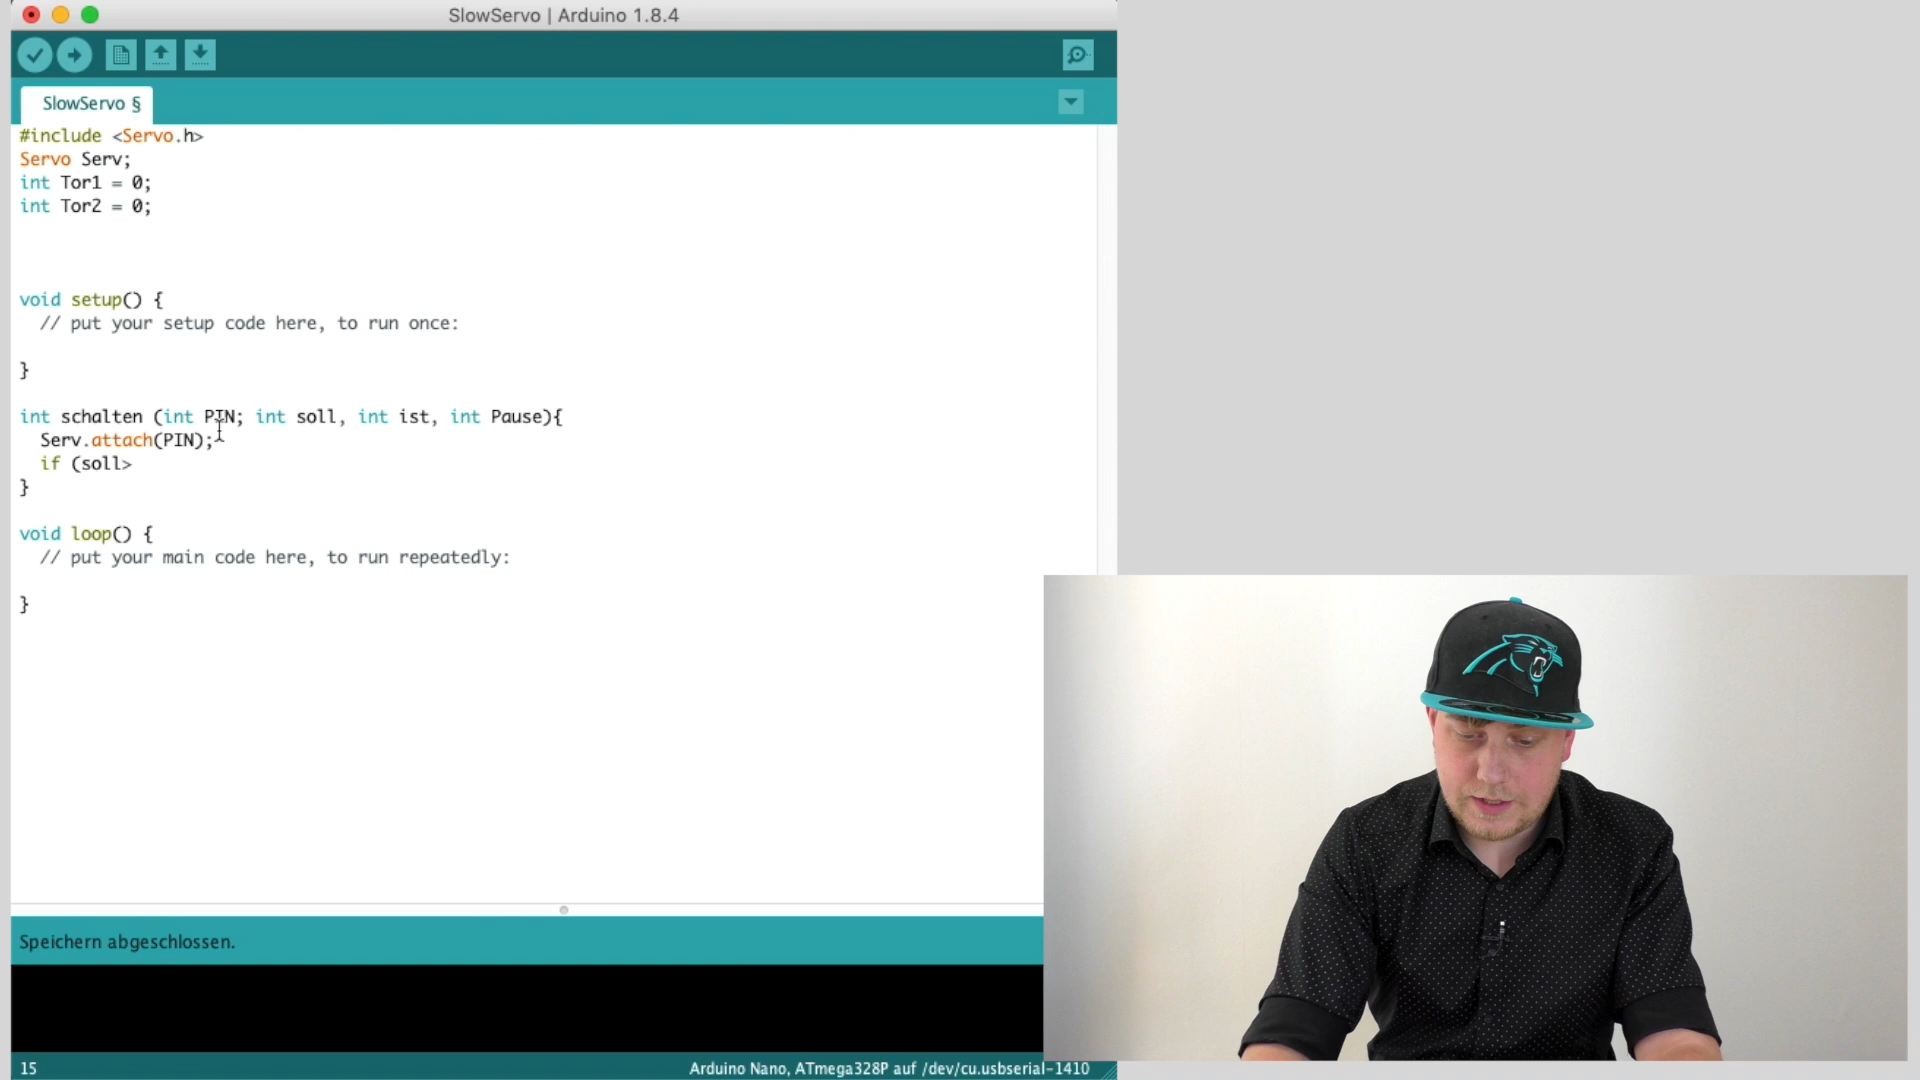 SlowServo | Arduino 1.8.4
SlowServo §
#include <Servo.h>
Servo Serv;
int Tor1 = 0;
int Tor2 = 0;
void setup() {
// put your setup code here, to run once:
}
int schalten (int PIN; int soll, int ist, int Pause){
Serv.attach(PIN);
if (soll>
}
void loop() {
// put your main code here, to run repeatedly:
}
Speichern abgeschlossen.
15
Arduino Nano, ATmega328P auf /dev/cu.usbserial-1410